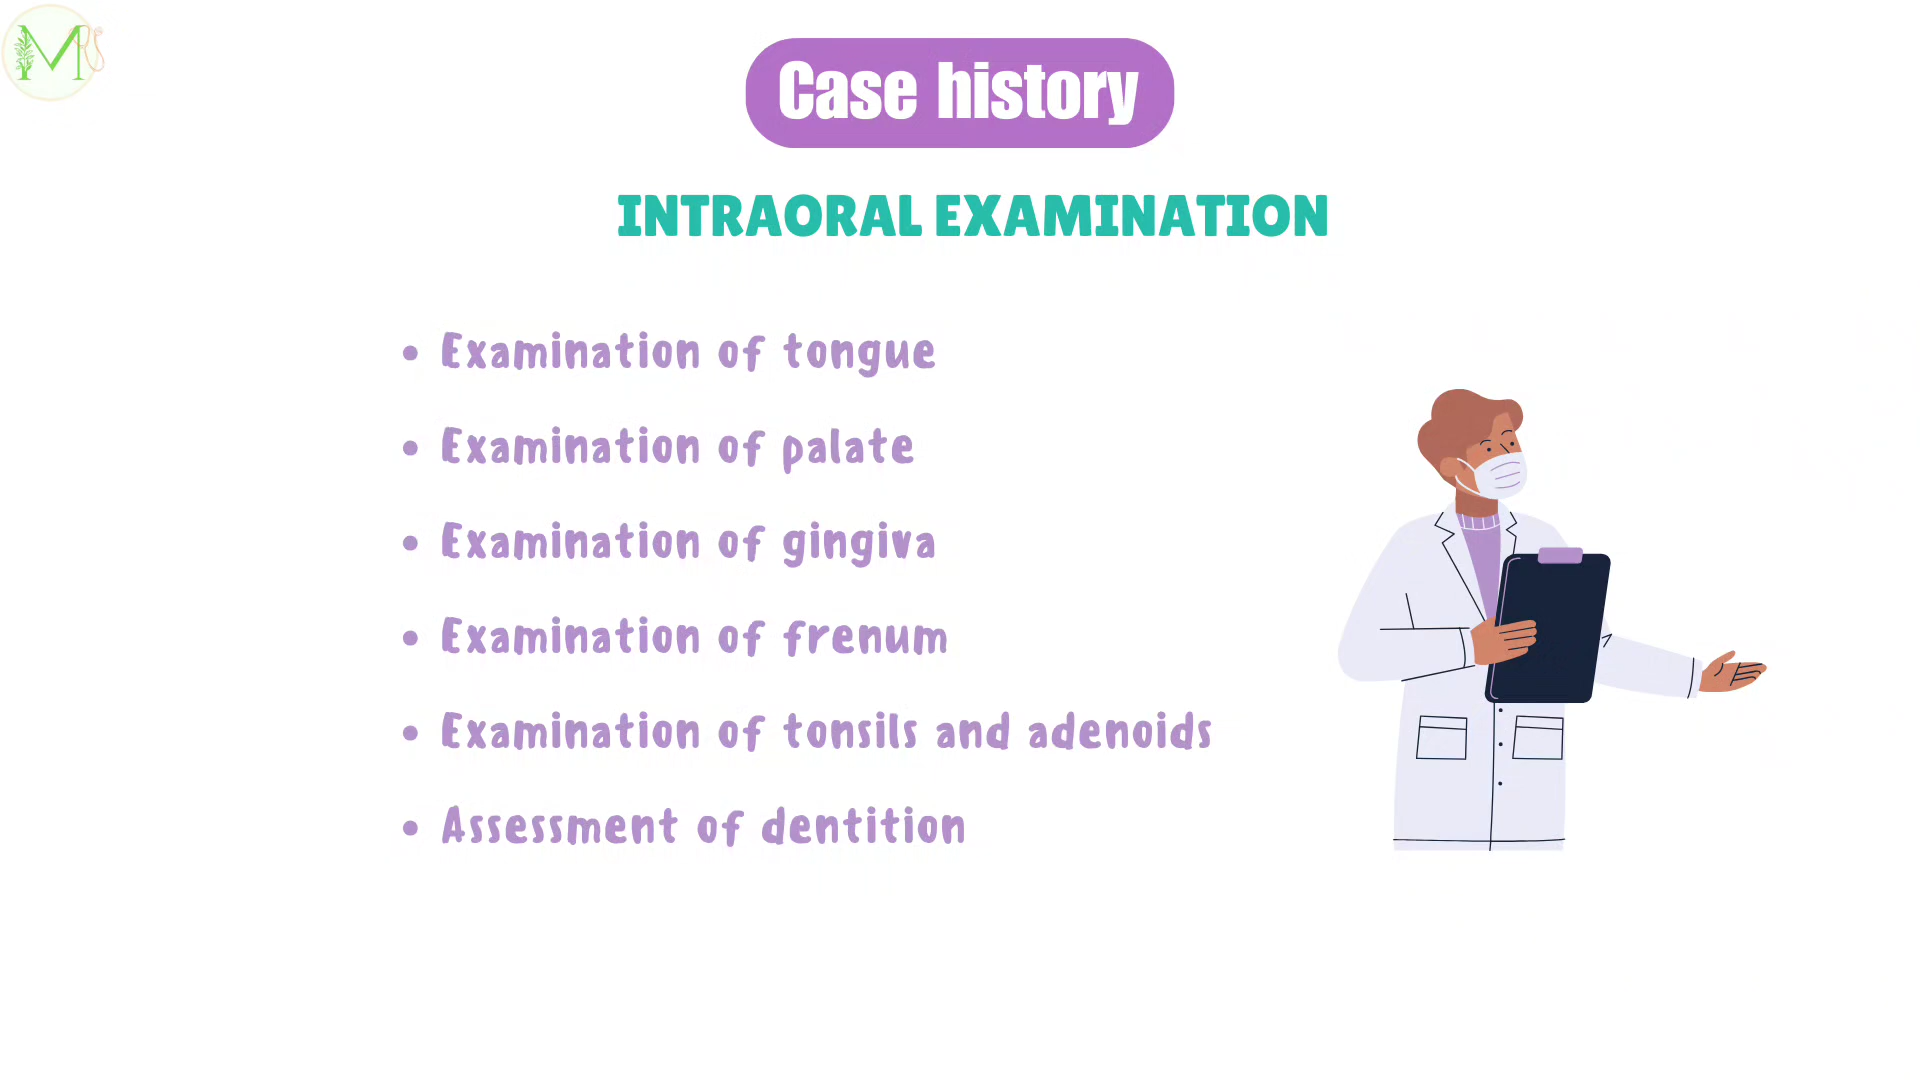 Case history
INTRAORAL EXAMINATION
• Examination of tongue
• Examination of palate
• Examination of gingiva
• Examination of frenum
• Examination of tonsils and adenoids
• Assessment of dentition